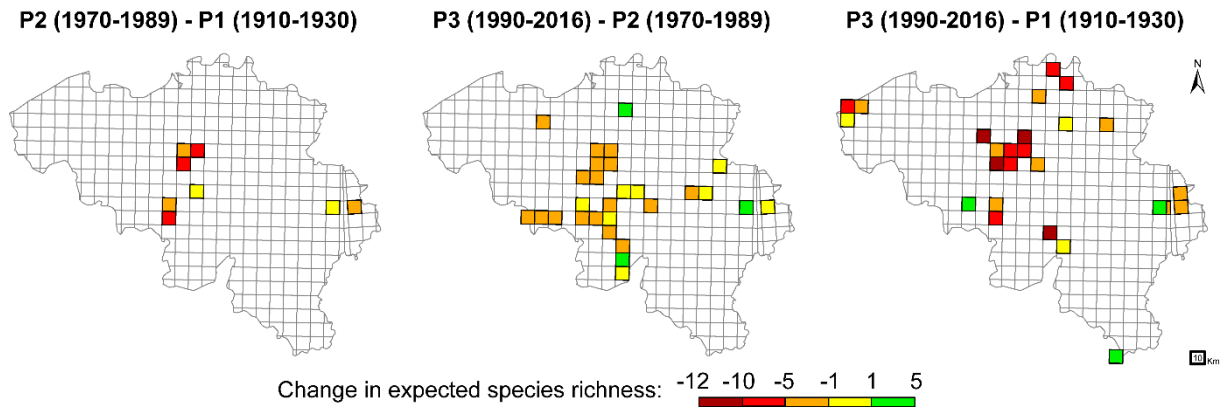 P2 (1970-1989) - P1 (1910-1930) P3 (1990-2016) - P2 (1970-1989) P3 (1990-2016) - P1 (1910-1930)
N
10 Km
Change in expected species richness: -12 -10 -5 -1 1 5